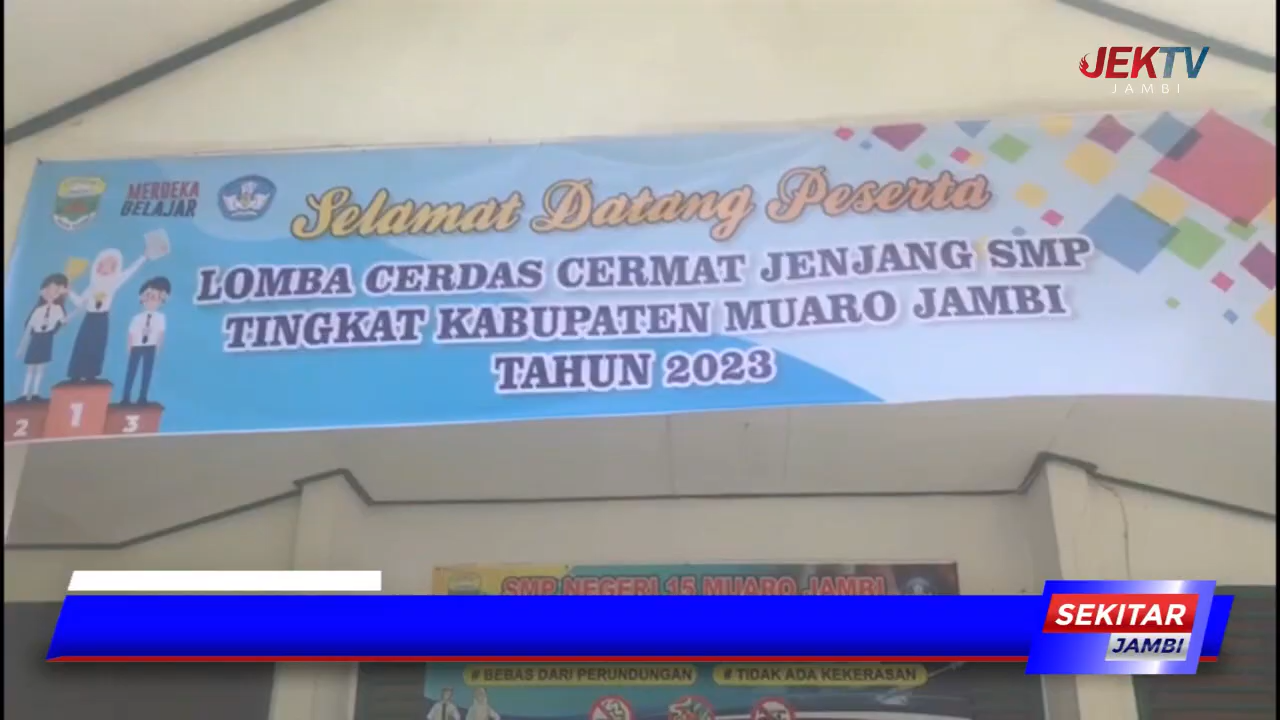 JEKTV
JAMBI
MERDEKA
BELAJAR
Selamat Datang Peserta
LOMBA CERDAS CERMAT JENJANG SMP
TINGKAT KABUPATEN MUARO JAMBI
TAHUN 2023
2 1 3
SMP NEGERI 15 MUARO JAMBI
SEKITAR
JAMBI
# BEBAS DARI PERUNDUNGAN # TIDAK ADA KEKERASAN